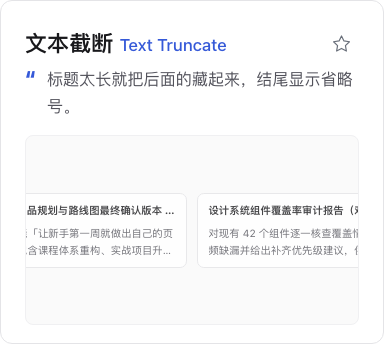 文本截断 Text Truncate
“ 标题太长就把后面的藏起来，结尾显示省略
号。
品规划与路线图最终确认版本 ...
「让新手第一周就做出自己的页
含课程体系重构、实战项目升...
设计系统组件覆盖率审计报告（
对现有 42 个组件逐一核查覆盖
频缺漏并给出补齐优先级建议，